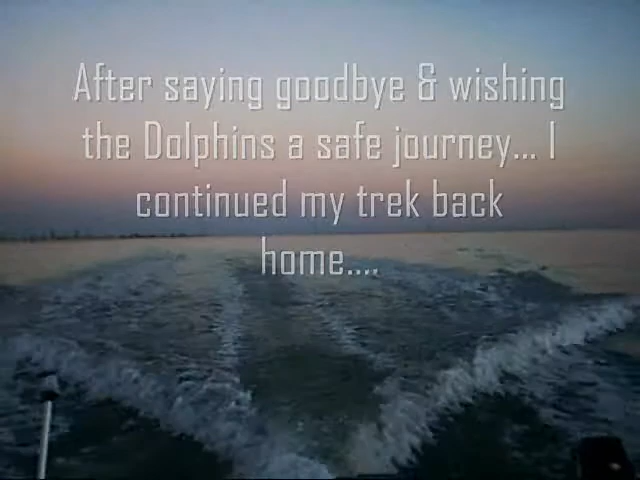 After saying goodbye & wishing
the Dolphins a safe journey... I
continued my trek back
home....